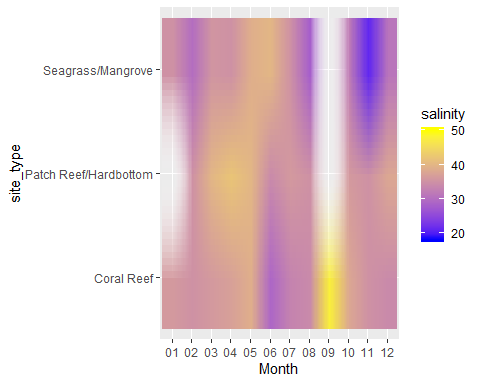 salinity
50
40
30
20
site_type
Seagrass/Mangrove
Patch Reef/Hardbottom
Coral Reef
01 02 03 04 05 06 07 08 09 10 11 12
Month